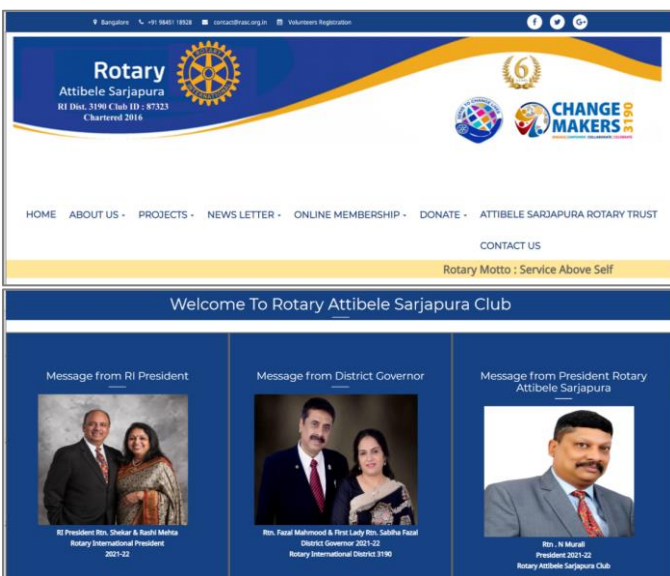 Bangalore +91 98451 18928 contact@rasc.org.in Volunteers Registration
Rotary
Attibele Sarjapura
RI Dist. 3190 Club ID : 87323
Chartered 2016
ROTARY
INTERNATIONAL
6
CHANGE
MAKERS
3190
HOME ABOUT US PROJECTS NEWS LETTER ONLINE MEMBERSHIP DONATE ATTIBELE SARJAPURA ROTARY TRUST
CONTACT US
Rotary Motto : Service Above Self
Welcome To Rotary Attibele Sarjapura Club
Message from RI President
RI President Rtn. Shekar & Rashi Mehta
Rotary International President
2021-22
Message from District Governor
Rtn. Fazal Mahmood & First Lady Rtn. Sabiha Fazal
District Governor 2021-22
Rotary International District 3190
Message from President Rotary
Attibele Sarjapura
Rtn . N Murali
President 2021-22
Rotary Attibele Sarjapura Club